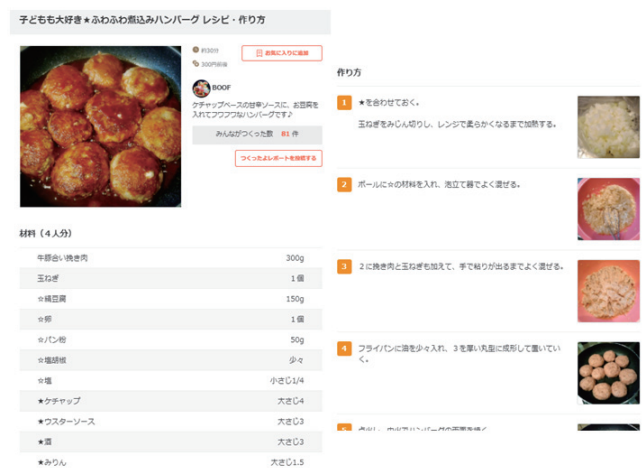 子どもも大好き★ふわふわ煮込みハンバーグ レシピ・作り方
約30分
お気に入りに追加
300円前後
BOOF
ケチャップベースの甘辛ソースに、お豆腐を
入れてフワフワなハンバーグです♪
みんながつくった数 81 件
つくったよレポートを投稿する
材料（４人分）
牛豚合い挽き肉 300g
玉ねぎ 1個
☆絹豆腐 150g
☆卵 1個
☆パン粉 50g
☆塩胡椒 少々
☆塩 小さじ1/4
★ケチャップ 大さじ4
★ウスターソース 大さじ3
★酒 大さじ3
★みりん 大さじ1.5
作り方
1 ★を合わせておく。
玉ねぎをみじん切りし、レンジで柔らかくなるまで加熱する。
2 ボールに☆の材料を入れ、泡立て器でよく混ぜる。
3 ２に挽き肉と玉ねぎも加えて、手で粘りが出るまでよく混ぜる。
4 フライパンに油を少々入れ、３を厚い丸型に成形して置いてい
く。